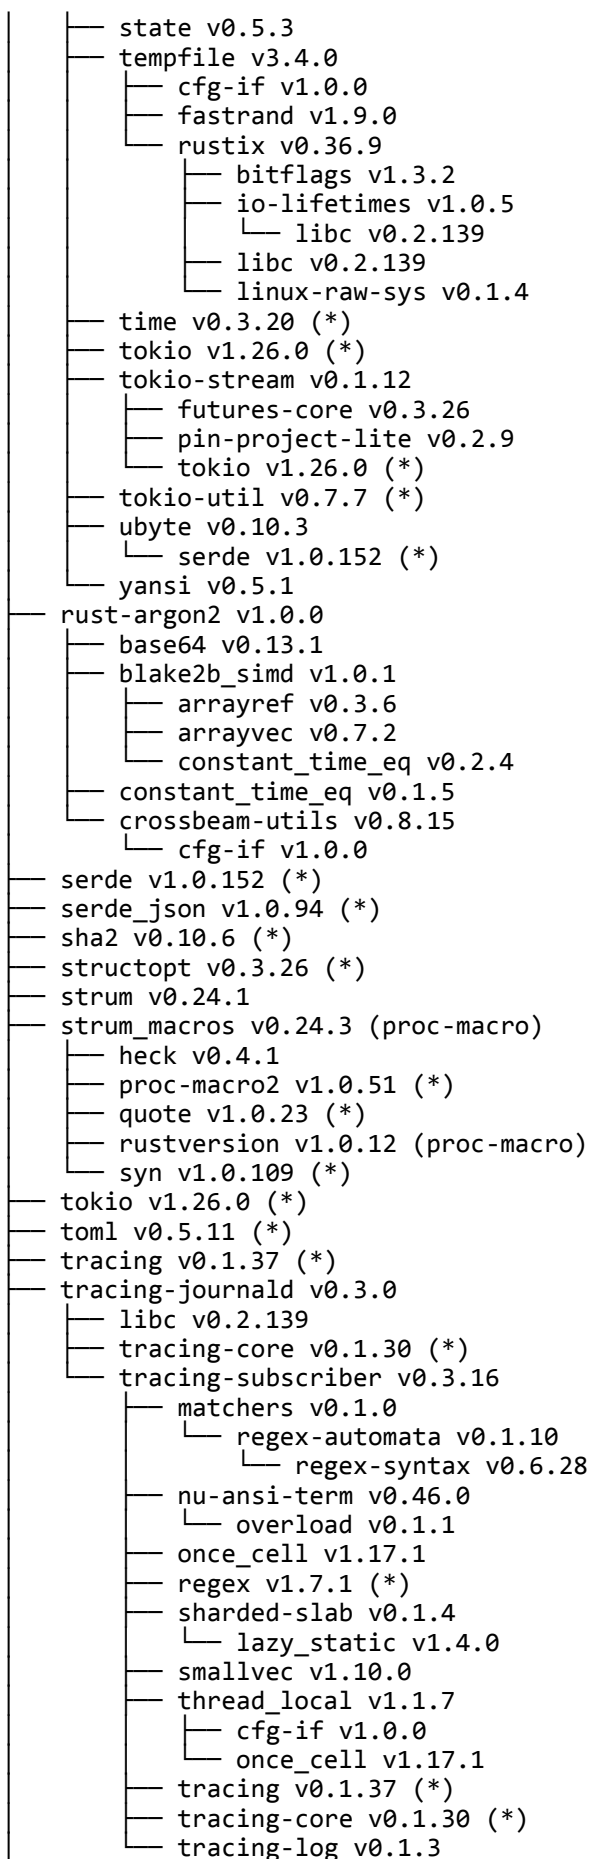 │   ├── state v0.5.3
│   ├── tempfile v3.4.0
│   │   ├── cfg-if v1.0.0
│   │   ├── fastrand v1.9.0
│   │   └── rustix v0.36.9
│   │       ├── bitflags v1.3.2
│   │       ├── io-lifetimes v1.0.5
│   │       │   └── libc v0.2.139
│   │       ├── libc v0.2.139
│   │       └── linux-raw-sys v0.1.4
│   ├── time v0.3.20 (*)
│   ├── tokio v1.26.0 (*)
│   ├── tokio-stream v0.1.12
│   │   ├── futures-core v0.3.26
│   │   ├── pin-project-lite v0.2.9
│   │   └── tokio v1.26.0 (*)
│   ├── tokio-util v0.7.7 (*)
│   ├── ubyte v0.10.3
│   │   └── serde v1.0.152 (*)
│   └── yansi v0.5.1
├── rust-argon2 v1.0.0
│   ├── base64 v0.13.1
│   ├── blake2b_simd v1.0.1
│   │   ├── arrayref v0.3.6
│   │   ├── arrayvec v0.7.2
│   │   └── constant_time_eq v0.2.4
│   ├── constant_time_eq v0.1.5
│   └── crossbeam-utils v0.8.15
│       └── cfg-if v1.0.0
├── serde v1.0.152 (*)
├── serde_json v1.0.94 (*)
├── sha2 v0.10.6 (*)
├── structopt v0.3.26 (*)
├── strum v0.24.1
├── strum_macros v0.24.3 (proc-macro)
│   ├── heck v0.4.1
│   ├── proc-macro2 v1.0.51 (*)
│   ├── quote v1.0.23 (*)
│   ├── rustversion v1.0.12 (proc-macro)
│   └── syn v1.0.109 (*)
├── tokio v1.26.0 (*)
├── toml v0.5.11 (*)
├── tracing v0.1.37 (*)
├── tracing-journald v0.3.0
│   ├── libc v0.2.139
│   ├── tracing-core v0.1.30 (*)
│   └── tracing-subscriber v0.3.16
│       ├── matchers v0.1.0
│       │   └── regex-automata v0.1.10
│       │       └── regex-syntax v0.6.28
│       ├── nu-ansi-term v0.46.0
│       │   └── overload v0.1.1
│       ├── once_cell v1.17.1
│       ├── regex v1.7.1 (*)
│       ├── sharded-slab v0.1.4
│       │   └── lazy_static v1.4.0
│       ├── smallvec v1.10.0
│       ├── thread_local v1.1.7
│       │   ├── cfg-if v1.0.0
│       │   └── once_cell v1.17.1
│       ├── tracing v0.1.37 (*)
│       ├── tracing-core v0.1.30 (*)
│       └── tracing-log v0.1.3